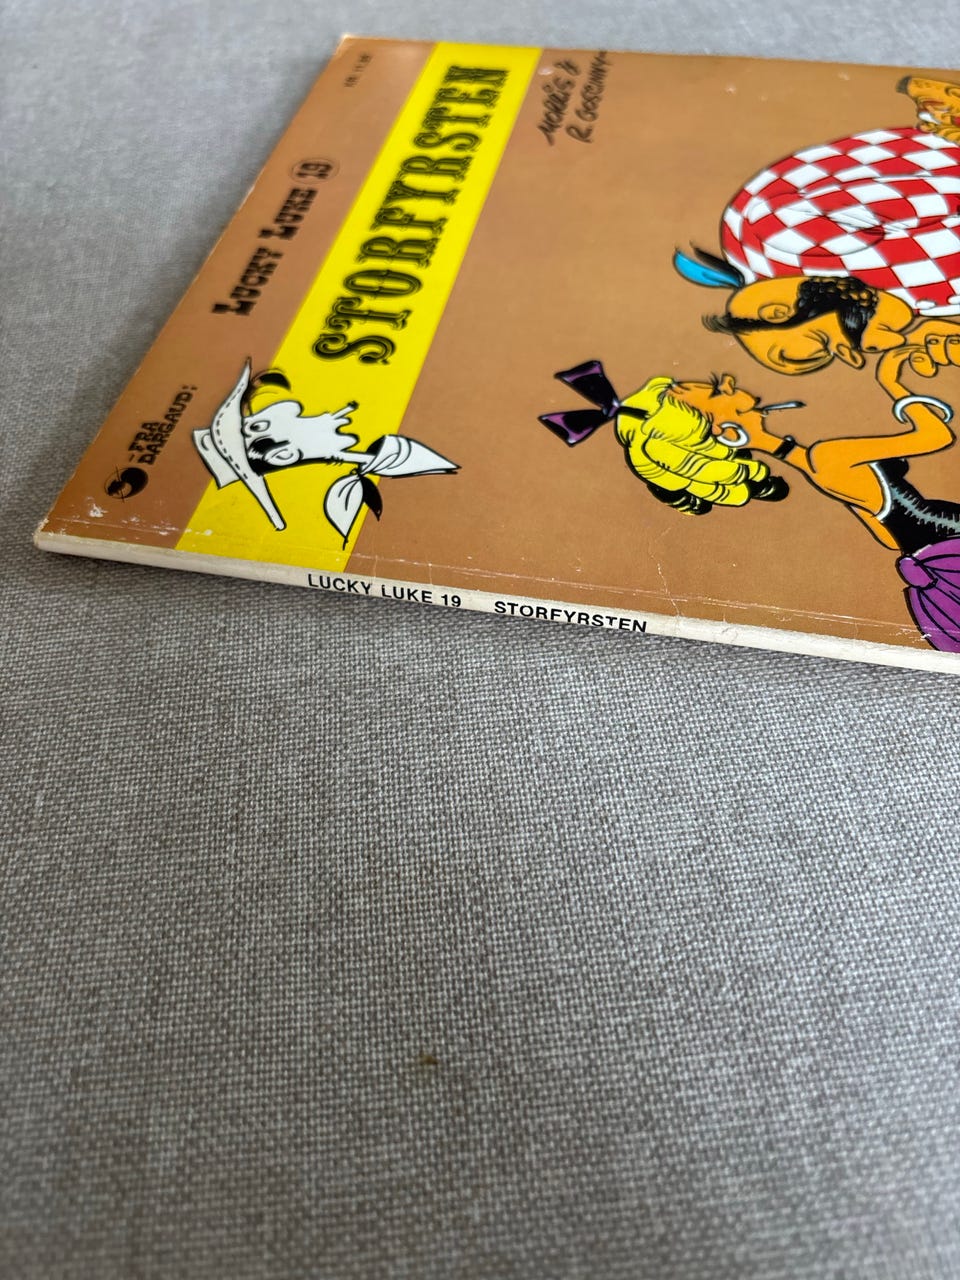 STORFYRSTEN
MORRIS &
R. GOSCINNY
LUCKY LUKE 19
-FRA
DARGAUD:
LUCKY LUKE 19 STORFYRSTEN